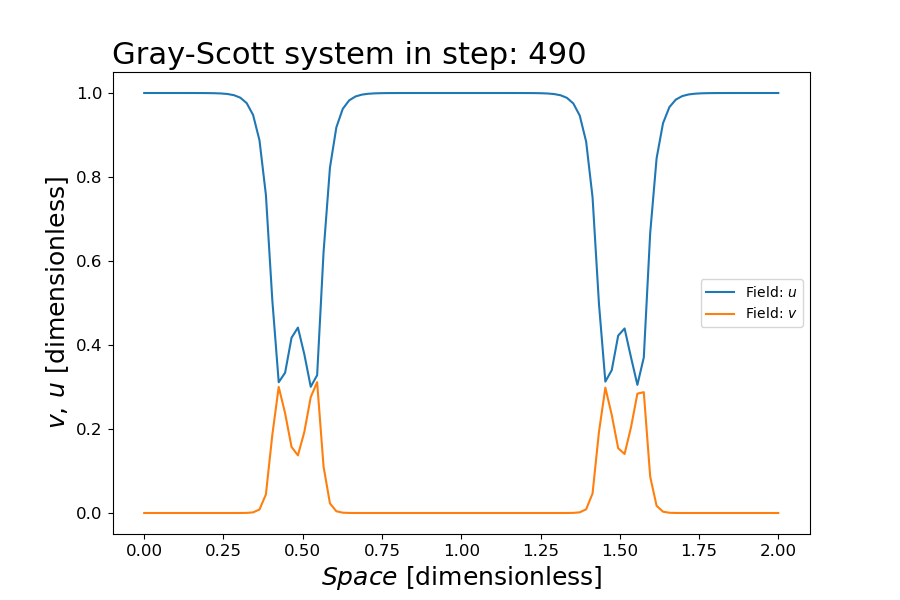 Gray-Scott system in step: 490
1.0
0.8
0.6
0.4
0.2
0.0
v, u [dimensionless]
Field: u
Field: v
0.00 0.25 0.50 0.75 1.00 1.25 1.50 1.75 2.00
Space [dimensionless]